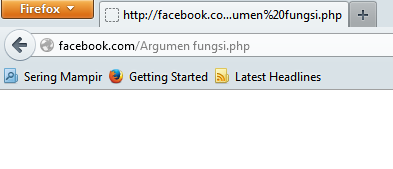 Firefox
http://facebook.co...umen%20fungsi.php
facebook.com/Argumen fungsi.php
Sering Mampir Getting Started Latest Headlines